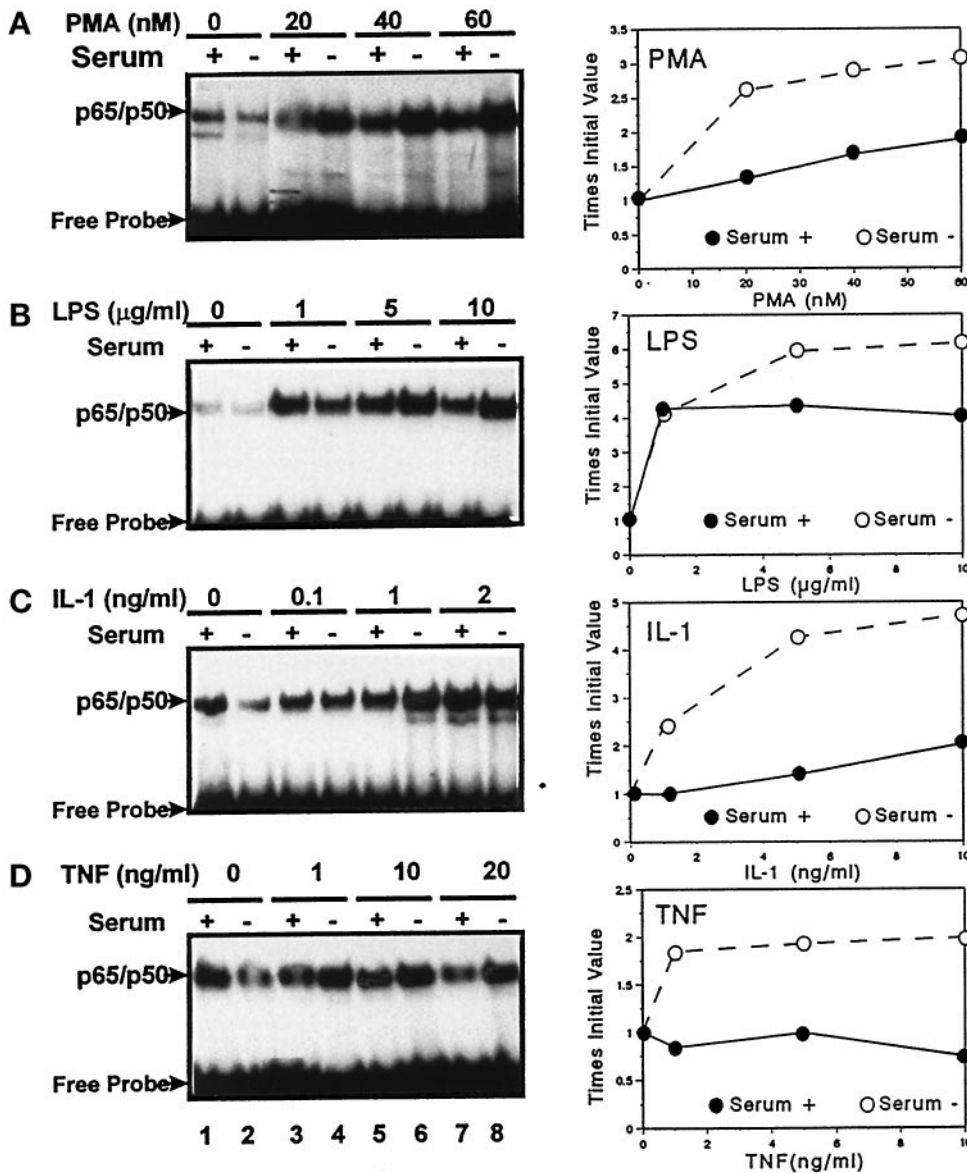 A PMA (nM) 0 20 40 60
Serum + - + - + - + -
p65/p50
Free Probe
PMA
Times Initial Value
3.5
3
2.5
2
1.5
1
0.5
0
Serum + Serum -
0 10 20 30 40 50 60
PMA (nM)
B LPS (μg/ml) 0 1 5 10
Serum + - + - + - + -
p65/p50
Free Probe
LPS
Times Initial Value
7
6
5
4
3
2
1
0
Serum + Serum -
0 2 4 6 8 10
LPS (μg/ml)
C IL-1 (ng/ml) 0 0.1 1 2
Serum + - + - + - + -
p65/p50
Free Probe
IL-1
Times Initial Value
5
4
3
2
1
0
Serum + Serum -
0 2 4 6 8 10
IL-1 (ng/ml)
D TNF (ng/ml) 0 1 10 20
Serum + - + - + - + -
p65/p50
Free Probe
1 2 3 4 5 6 7 8
TNF
Times Initial Value
2.5
2
1.5
1
0.5
0
Serum + Serum -
0 2 4 6 8 10
TNF(ng/ml)